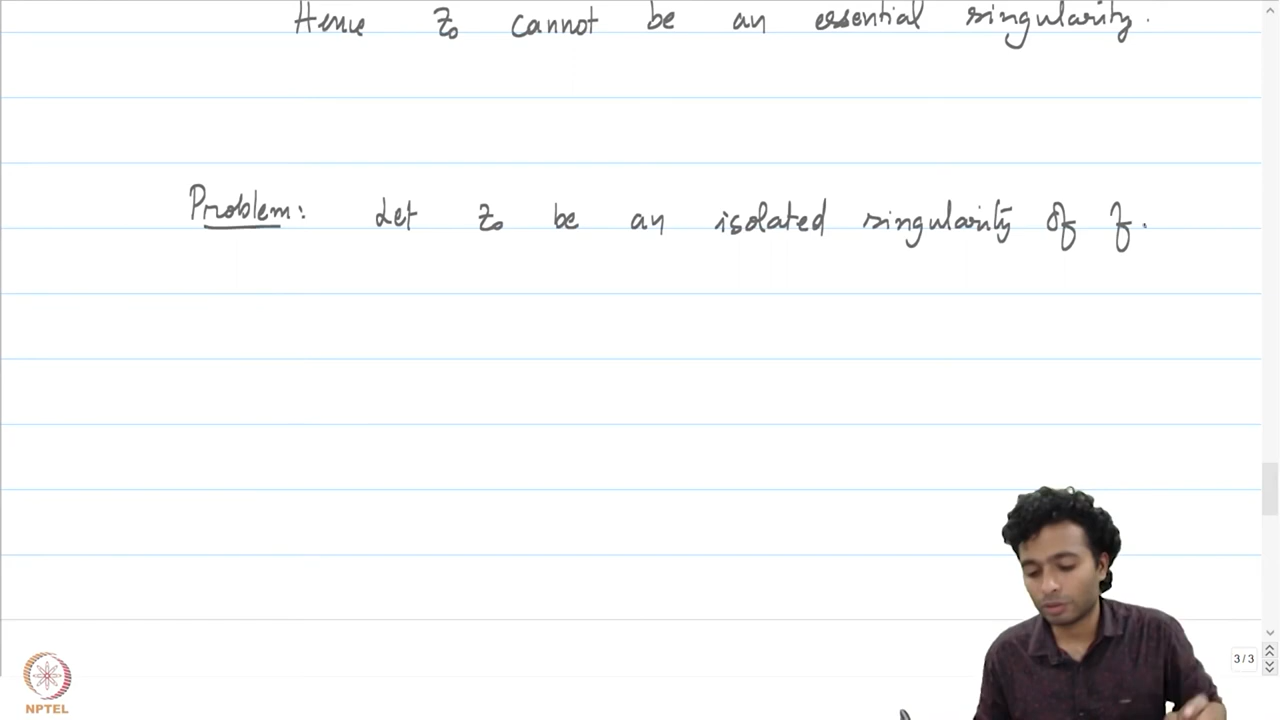 Hence z₀ cannot be an essential singularity.
Problem: Let z₀ be an isolated singularity of f.
3/3
NPTEL